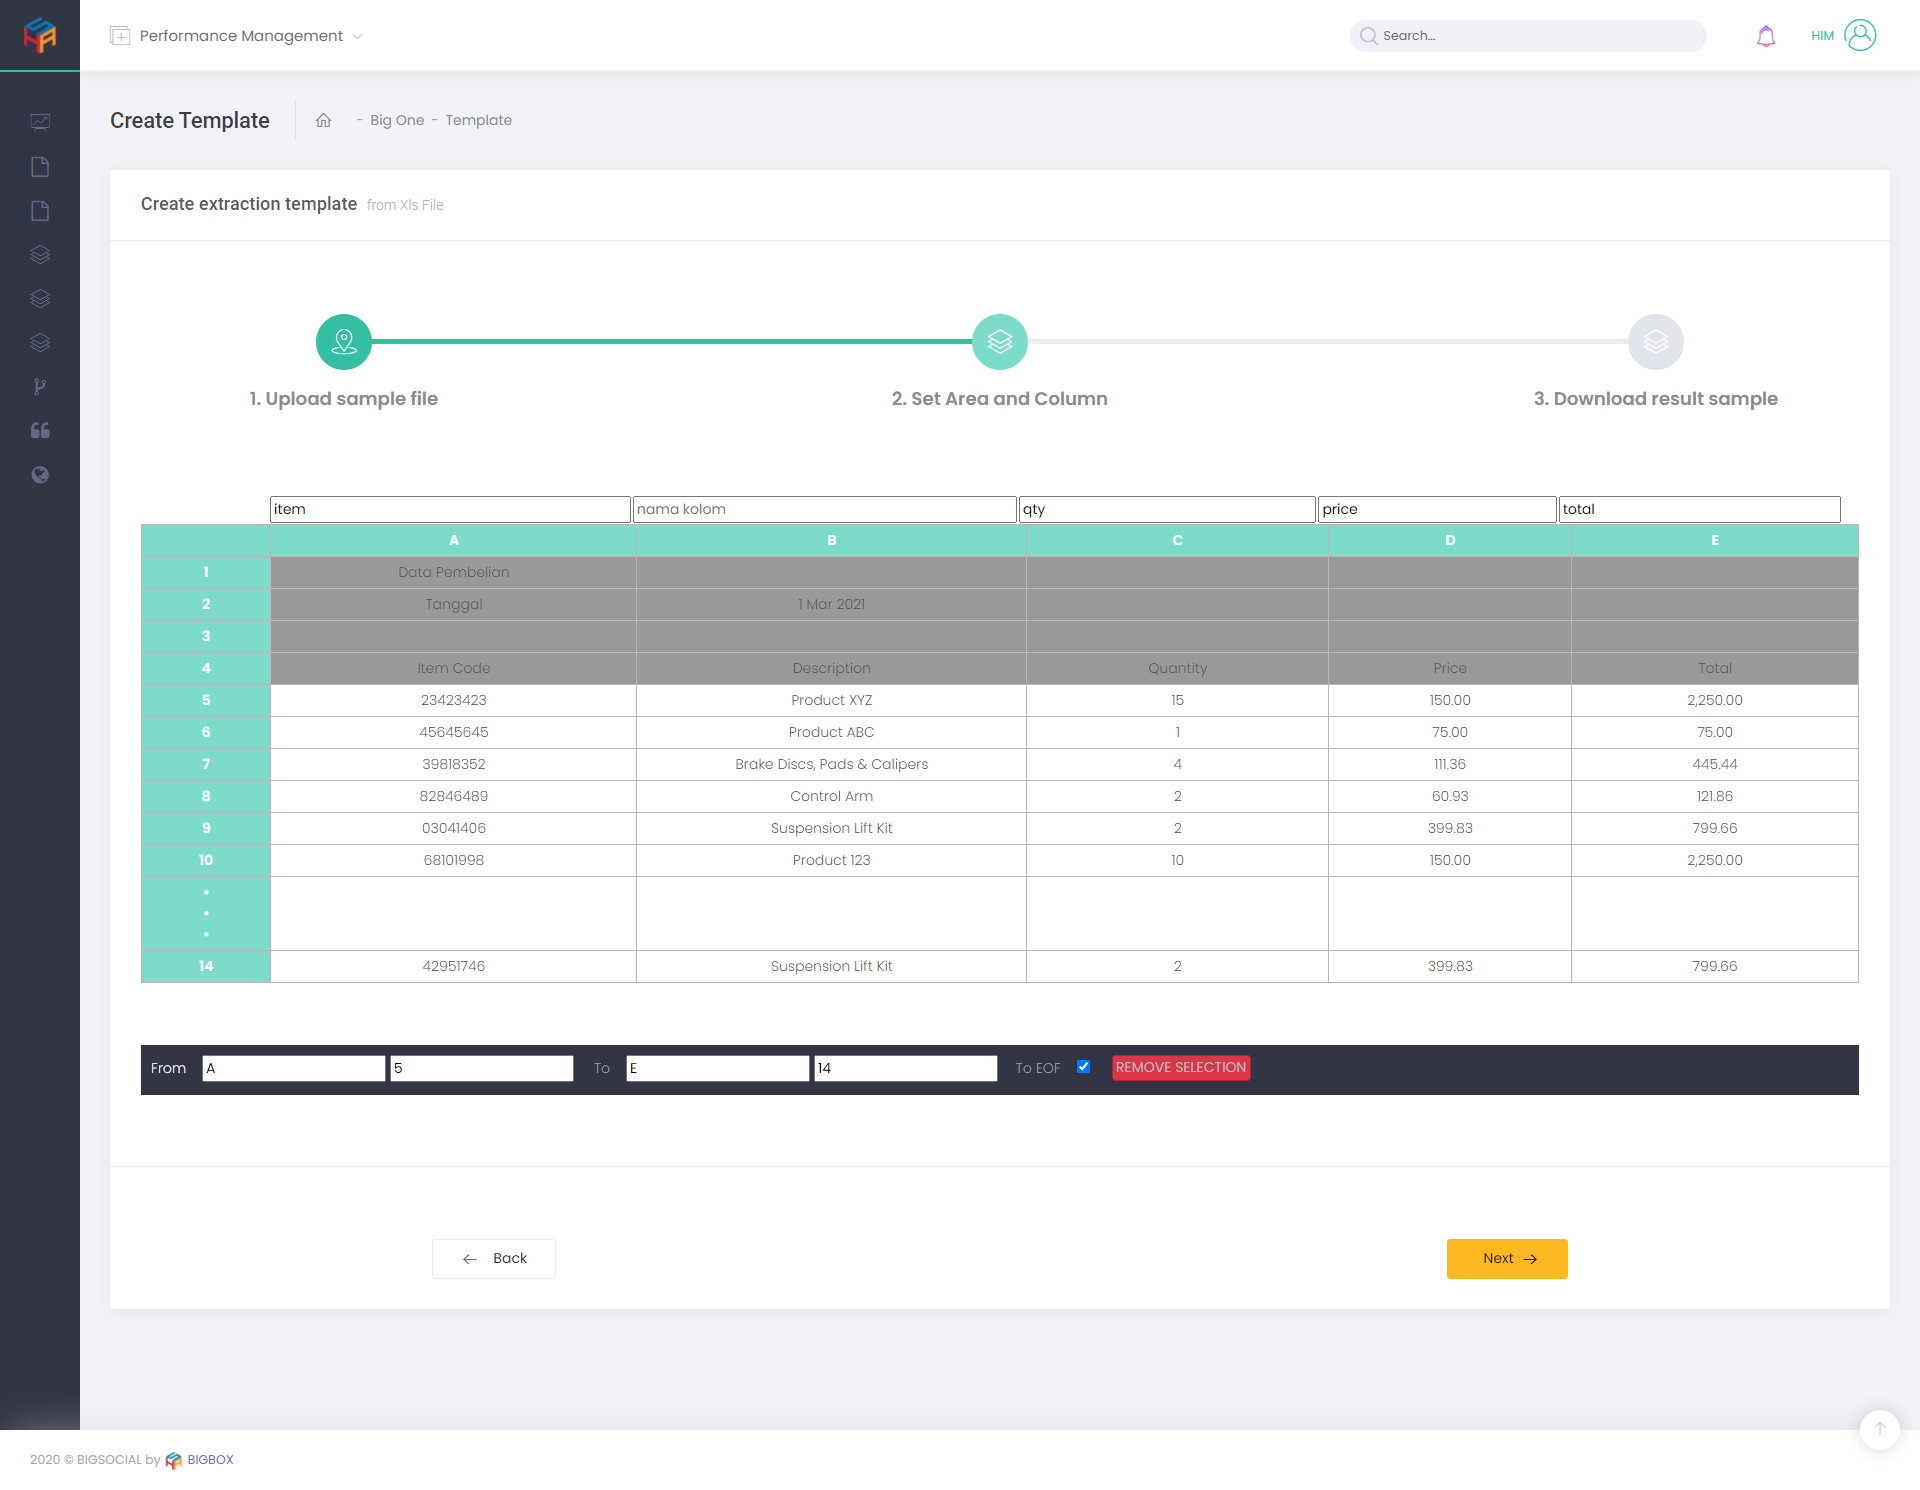 Performance Management
Search...
HIM
Create Template
- Big One - Template
Create extraction template from Xls File
1. Upload sample file
2. Set Area and Column
3. Download result sample
item nama kolom qty price total
A B C D E
1 Data Pembelian
2 Tanggal 1 Mar 2021
3
4 Item Code Description Quantity Price Total
5 23423423 Product XYZ 15 150.00 2,250.00
6 45645645 Product ABC 1 75.00 75.00
7 39818352 Brake Discs, Pads & Calipers 4 111.36 445.44
8 82846489 Control Arm 2 60.93 121.86
9 03041406 Suspension Lift Kit 2 399.83 799.66
10 68101998 Product 123 10 150.00 2,250.00
14 42951746 Suspension Lift Kit 2 399.83 799.66
From A 5 To E 14 To EOF REMOVE SELECTION
Back
Next
2020 © BIGSOCIAL by BIGBOX